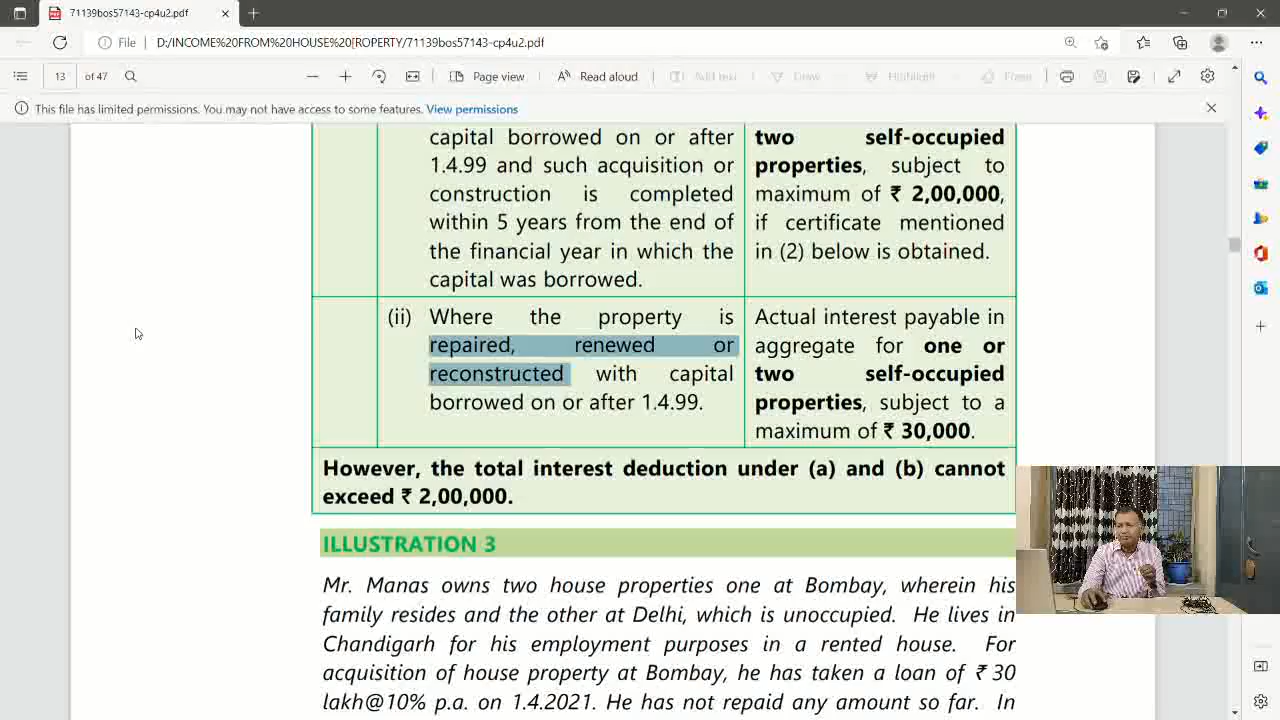 71139bos57143-cp4u2.pdf
File
D:/INCOME%20FROM%20HOUSE%20[ROPERTY/71139bos57143-cp4u2.pdf
13 of 47
Page view
Read aloud
Add text
Draw
Highlight
Erase
This file has limited permissions. You may not have access to some features. View permissions
capital borrowed on or after
1.4.99 and such acquisition or
construction is completed
within 5 years from the end of
the financial year in which the
capital was borrowed.
two self-occupied
properties, subject to
maximum of ₹ 2,00,000,
if certificate mentioned
in (2) below is obtained.
(ii) Where the property is
repaired, renewed or
reconstructed with capital
borrowed on or after 1.4.99.
Actual interest payable in
aggregate for one or
two self-occupied
properties, subject to a
maximum of ₹ 30,000.
However, the total interest deduction under (a) and (b) cannot
exceed ₹ 2,00,000.
ILLUSTRATION 3
Mr. Manas owns two house properties one at Bombay, wherein his
family resides and the other at Delhi, which is unoccupied. He lives in
Chandigarh for his employment purposes in a rented house. For
acquisition of house property at Bombay, he has taken a loan of ₹ 30
lakh@10% p.a. on 1.4.2021. He has not repaid any amount so far. In